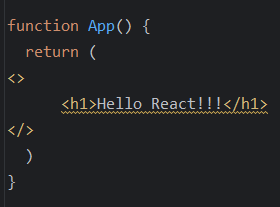 function App() {
return (
<>
<h1>Hello React!!!</h1>
</>
)
}